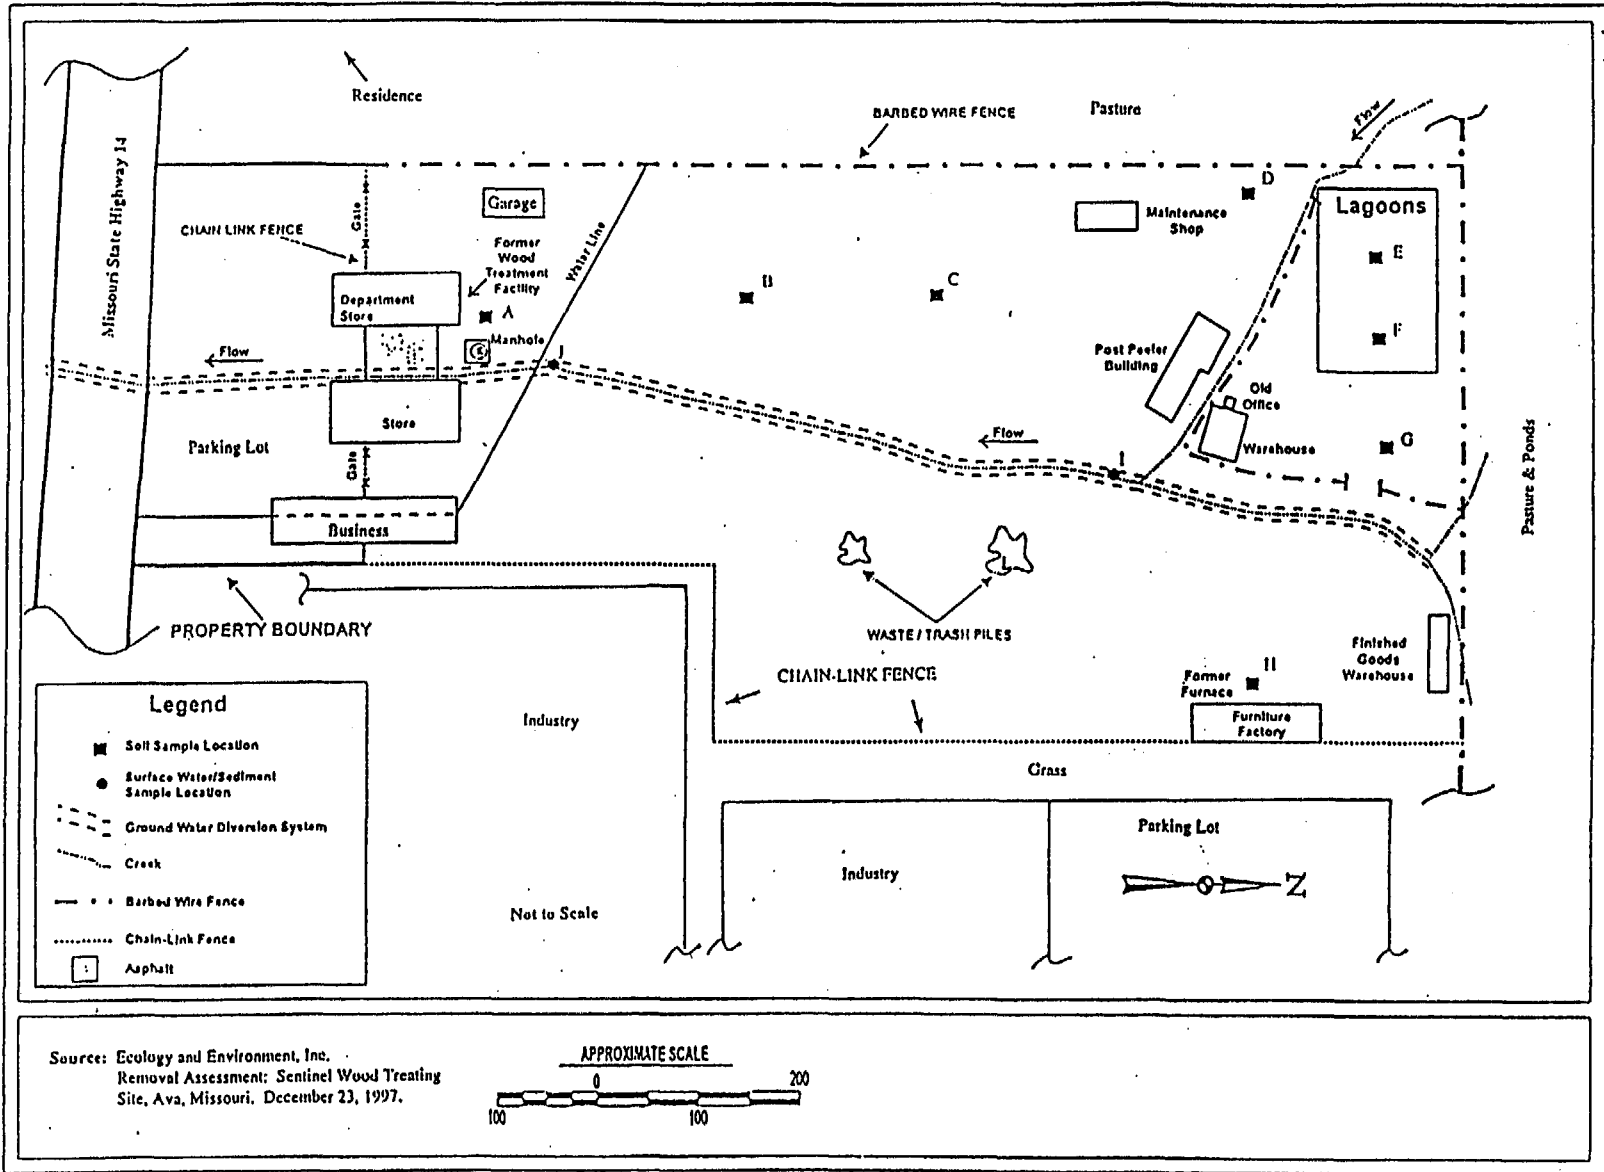 Residence
Pasture
BARBED WIRE FENCE
Flow
Missouri State Highway 14
Gate
CHAIN LINK FENCE
Garage
Water Line
Former
Wood
Treatment
Facility
Department
Store
A
Manhole
J
Flow
B
C
D
Maintenance
Shop
Lagoons
E
F
Post Peeler
Building
Old
Office
Warehouse
G
Pasture & Ponds
Store
Parking Lot
Gate
Business
Flow
I
PROPERTY BOUNDARY
WASTE / TRASH PILES
CHAIN-LINK FENCE
Finished
Goods
Warehouse
H
Former
Furnace
Furniture
Factory
Industry
Grass
Parking Lot
Industry
N
Not to Scale
Legend
Soil Sample Location
Surface Water/Sediment
Sample Location
Ground Water Diversion System
Creek
Barbed Wire Fence
Chain-Link Fence
Asphalt
Source: Ecology and Environment, Inc.
Removal Assessment: Sentinel Wood Treating
Site, Ava, Missouri. December 23, 1997.
APPROXIMATE SCALE
0 200
100 100